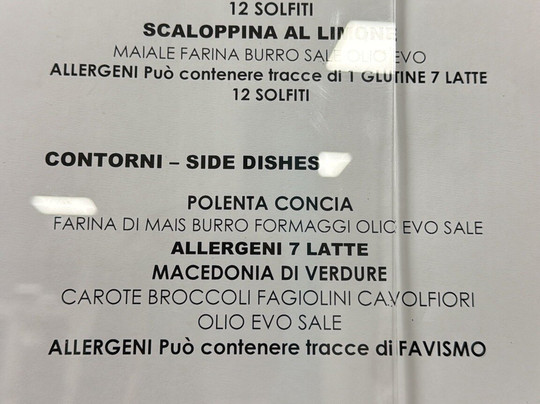 12 SOLFITI
SCALOPPINA AL LIMONE
MAIALE FARINA BURRO SALE OLIO EVO
ALLERGENI Può contenere tracce di 1 GLUTINE 7 LATTE
12 SOLFITI
CONTORNI – SIDE DISHES
POLENTA CONCIA
FARINA DI MAIS BURRO FORMAGGI OLIO EVO SALE
ALLERGENI 7 LATTE
MACEDONIA DI VERDURE
CAROTE BROCCOLI FAGIOLINI CAVOLFIORI
OLIO EVO SALE
ALLERGENI Può contenere tracce di FAVISMO